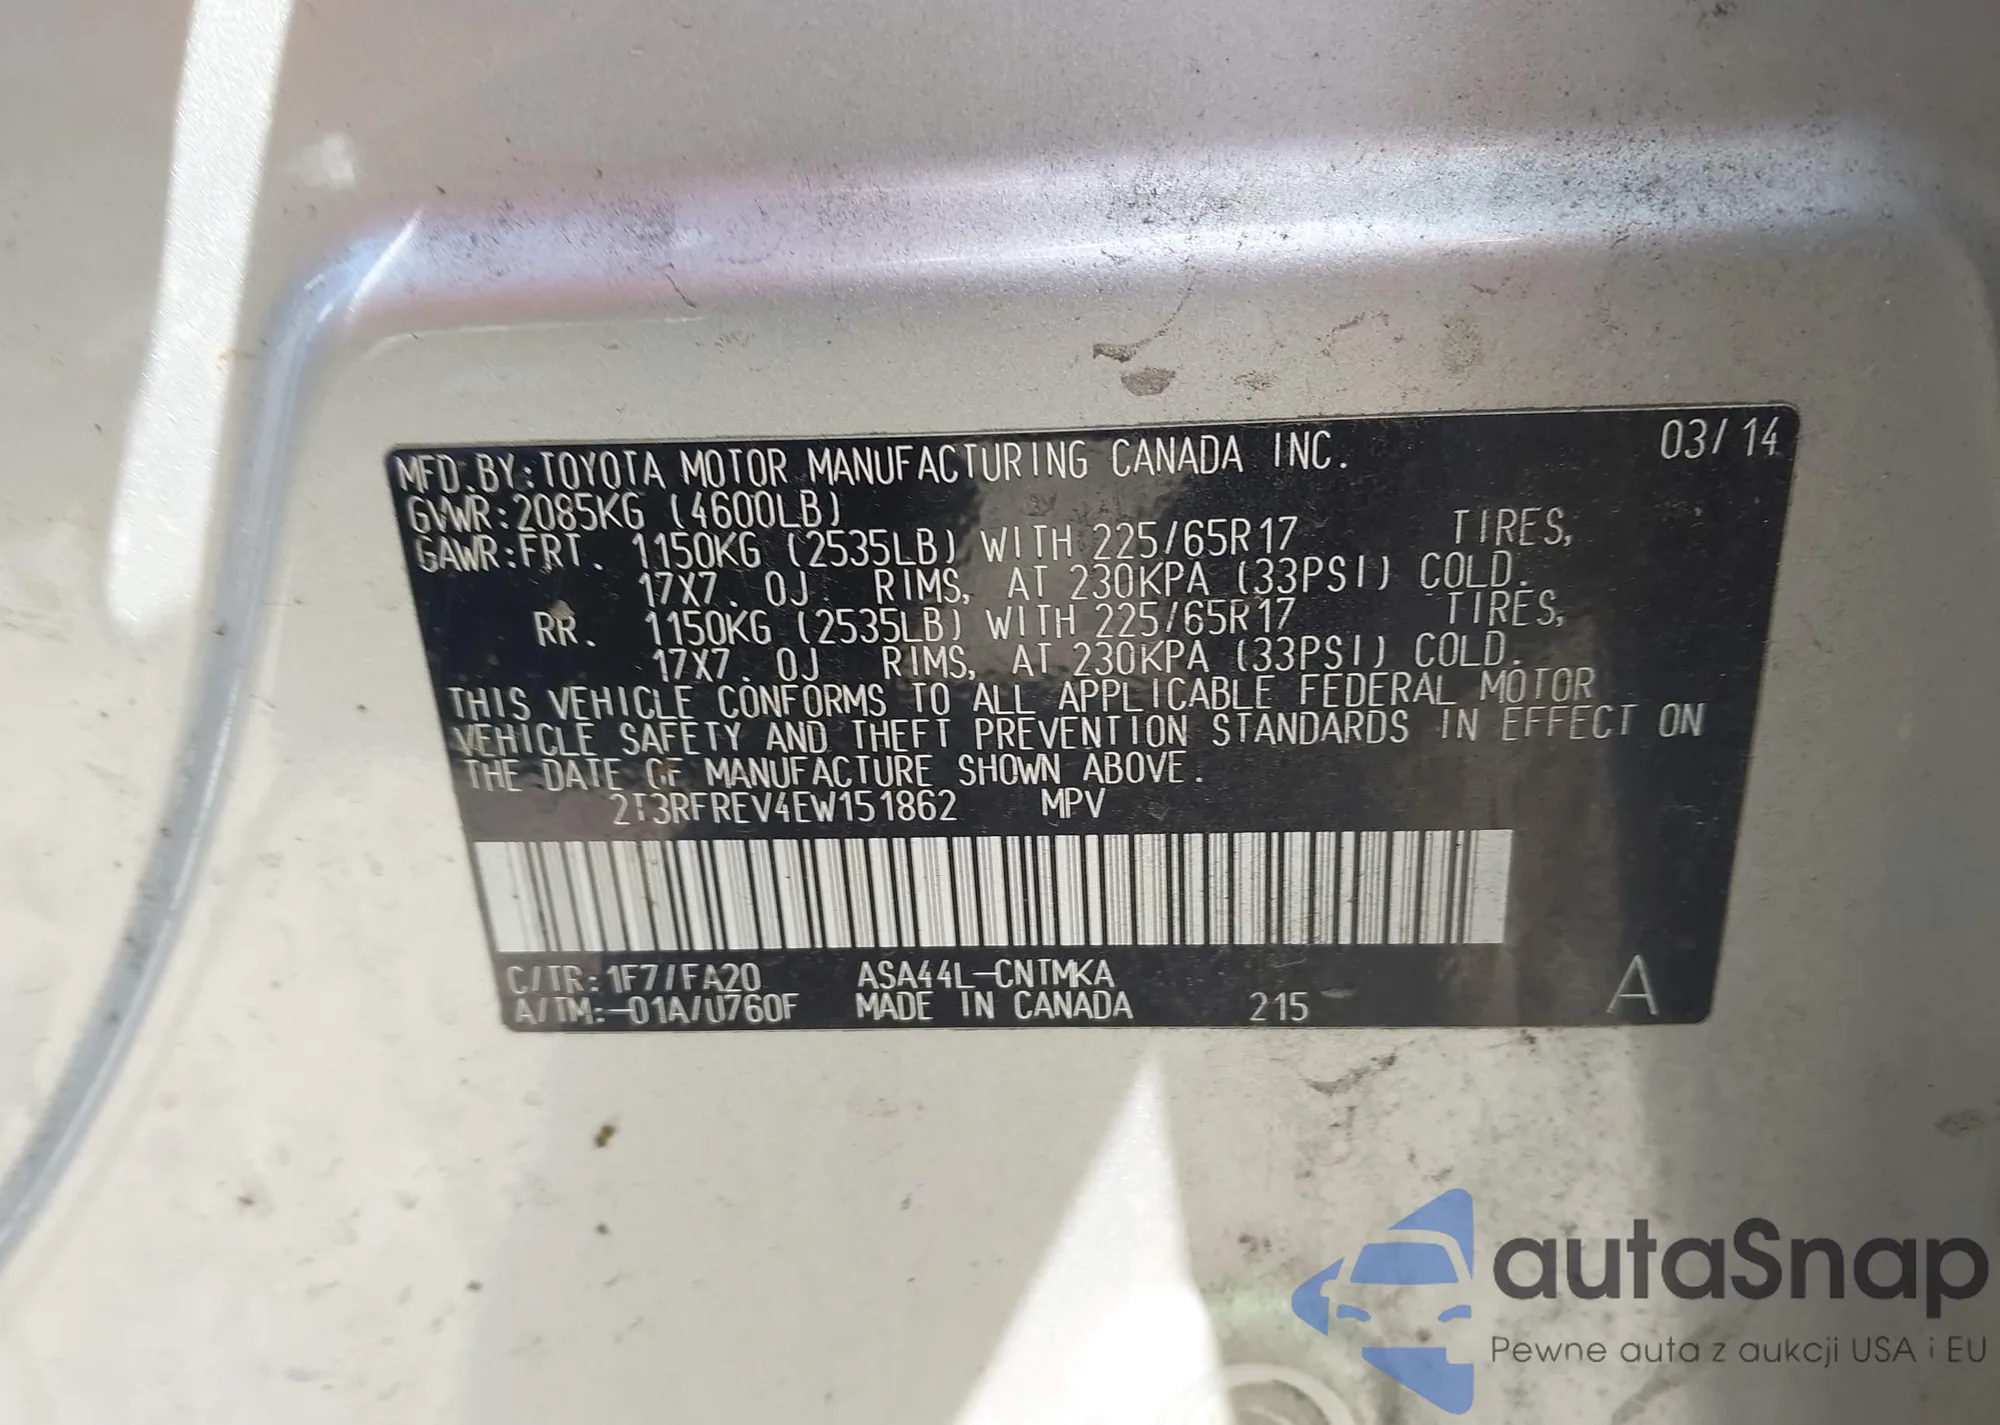 MFD. BY: TOYOTA MOTOR MANUFACTURING CANADA INC. 03/14
GVWR: 2085KG (4600LB)
GAWR: FRT. 1150KG (2535LB) WITH 225/65R17 TIRES,
17X7.0J RIMS, AT 230KPA (33PSI) COLD.
RR. 1150KG (2535LB) WITH 225/65R17 TIRES,
17X7.0J RIMS, AT 230KPA (33PSI) COLD.
THIS VEHICLE CONFORMS TO ALL APPLICABLE FEDERAL MOTOR
VEHICLE SAFETY AND THEFT PREVENTION STANDARDS IN EFFECT ON
THE DATE OF MANUFACTURE SHOWN ABOVE.
2T3RFREV4EW151862 MPV
C/TR: 1F7/FA20 ASA44L-CNTMKA
A/TM:-01A/U760F MADE IN CANADA 215 A
autaSnap
Pewne auta z aukcji USA i EU